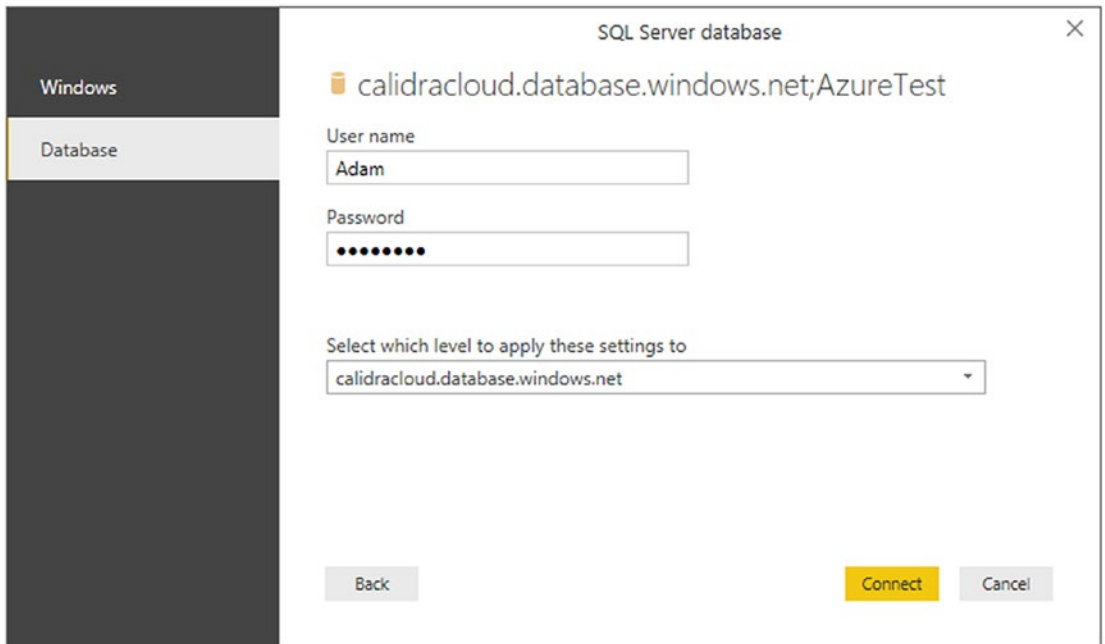 SQL Server database
Windows
Database
calidracloud.database.windows.net;AzureTest
User name
Adam
Password
●●●●●●●●
Select which level to apply these settings to
calidracloud.database.windows.net
Back
Connect
Cancel